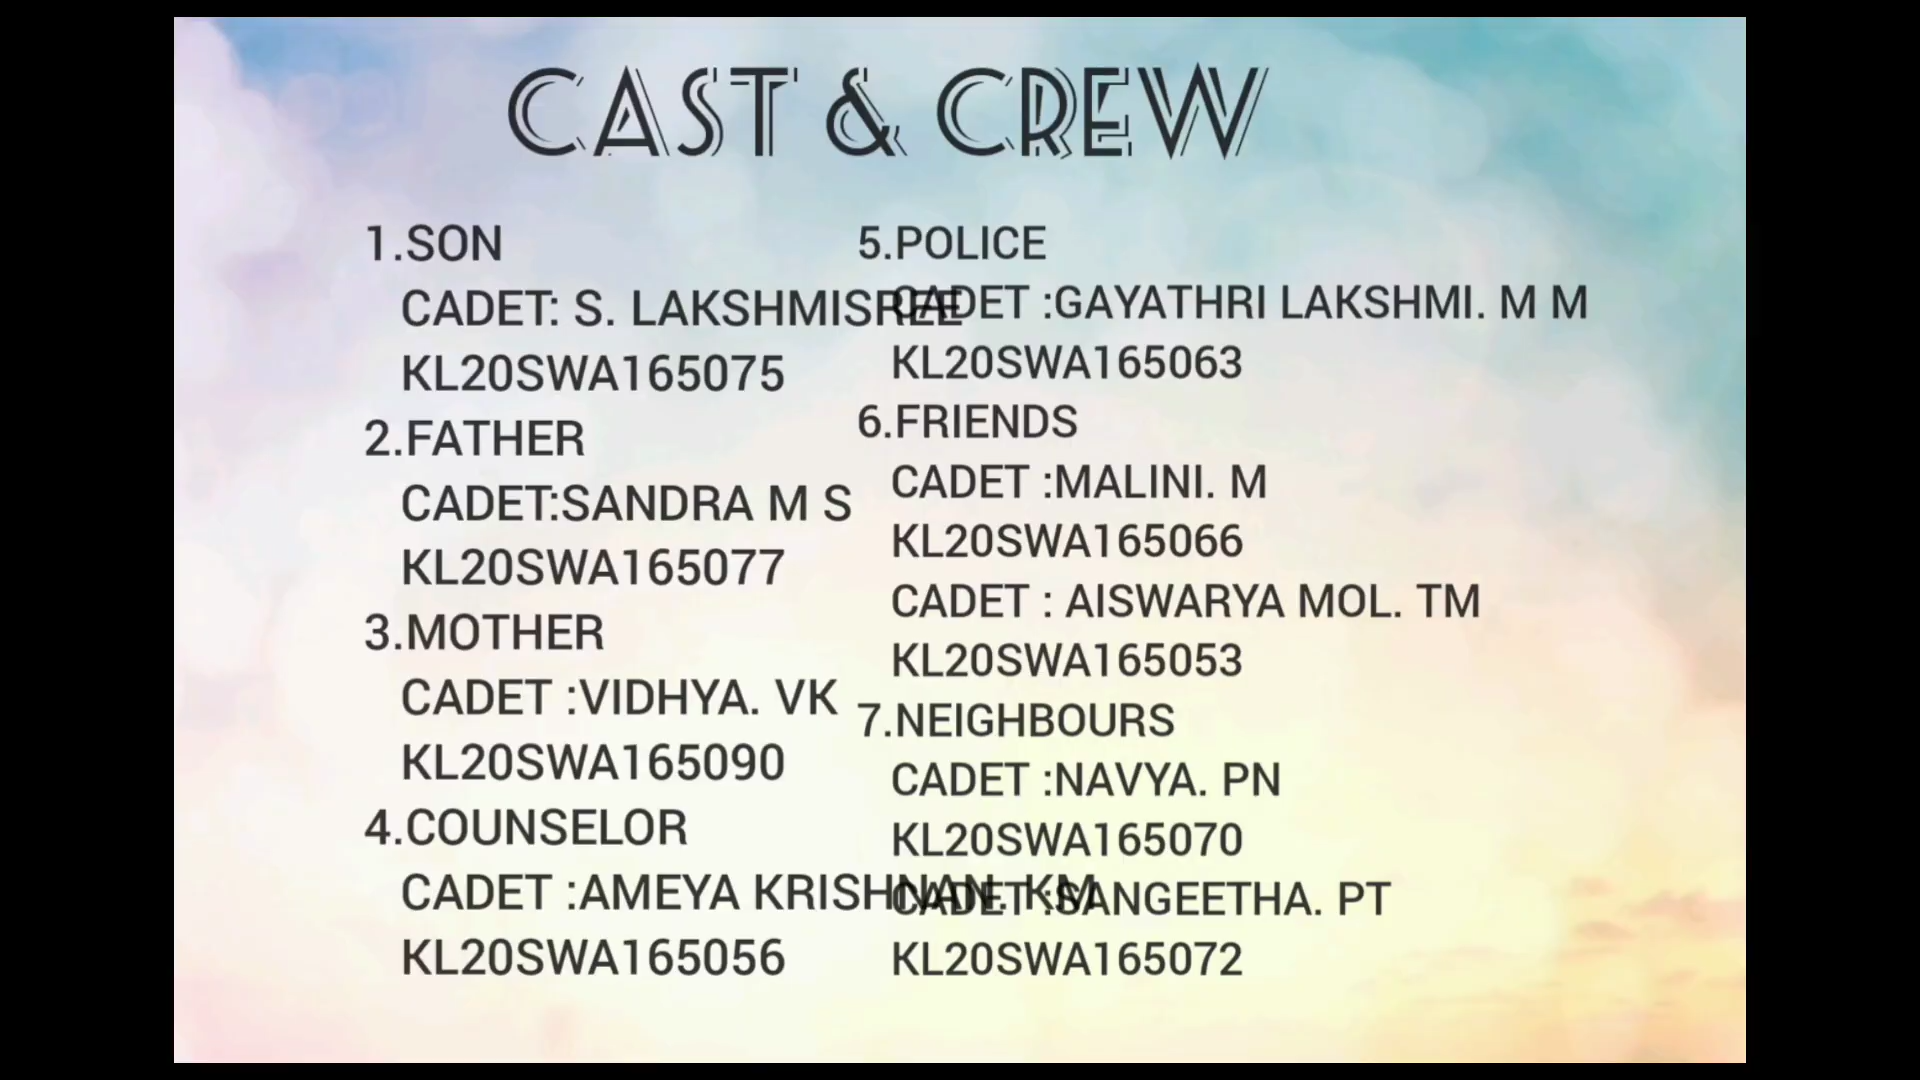 CAST & CREW
1.SON
CADET: S. LAKSHMISREE
KL20SWA165075
2.FATHER
CADET:SANDRA M S
KL20SWA165077
3.MOTHER
CADET :VIDHYA. VK
KL20SWA165090
4.COUNSELOR
CADET :AMEYA KRISHNAN. KM
KL20SWA165056
5.POLICE
CADET :GAYATHRI LAKSHMI. M M
KL20SWA165063
6.FRIENDS
CADET :MALINI. M
KL20SWA165066
CADET : AISWARYA MOL. TM
KL20SWA165053
7.NEIGHBOURS
CADET :NAVYA. PN
KL20SWA165070
CADET :SANGEETHA. PT
KL20SWA165072